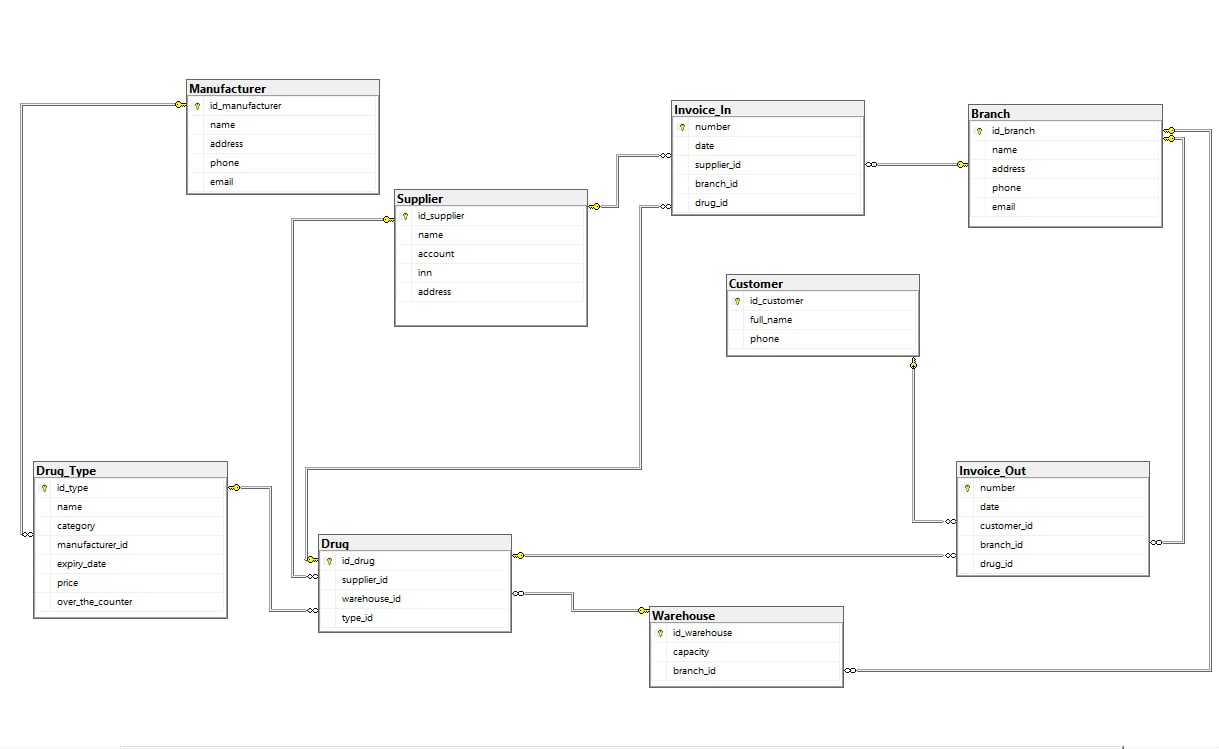 Manufacturer
id_manufacturer
name
address
phone
email
Supplier
id_supplier
name
account
inn
address
Invoice_In
number
date
supplier_id
branch_id
drug_id
Branch
id_branch
name
address
phone
email
Customer
id_customer
full_name
phone
Drug_Type
id_type
name
category
manufacturer_id
expiry_date
price
over_the_counter
Drug
id_drug
supplier_id
warehouse_id
type_id
Invoice_Out
number
date
customer_id
branch_id
drug_id
Warehouse
id_warehouse
capacity
branch_id